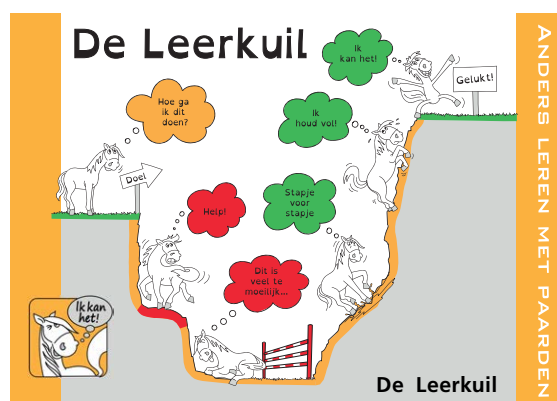 De Leerkuil
Ik
kan het!
Gelukt!
Hoe ga
ik dit
doen?
Ik
houd vol!
Doel
Help!
Stapje
voor
stapje
Dit is
veel te
moeilijk...
Ik kan
het!
De Leerkuil
Anders leren met paarden